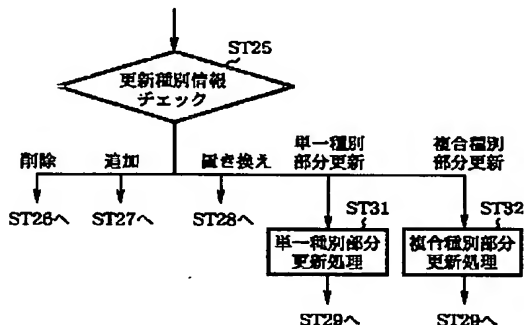 ST25
更新種別情報
チェック
削除
追加
置き換え
単一種別
部分更新
複合種別
部分更新
ST26へ
ST27へ
ST28へ
ST31
単一種別部分
更新処理
ST32
複合種別部分
更新処理
ST29へ
ST29へ